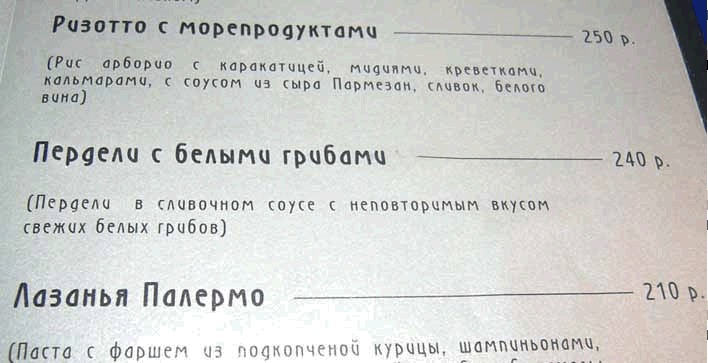 Ризотто с морепродуктами 250 р.
(Рис арборио с каракатицей, мидиями, креветками,
кальмарами, с соусом из сыра Пармезан, сливок, белого
вина)
Пердели с белыми грибами 240 р.
(Пердели в сливочном соусе с неповторимым вкусом
свежих белых грибов)
Лазанья Палермо 210 р.
(Паста с фаршем из подкопченой курицы, шампиньонами,